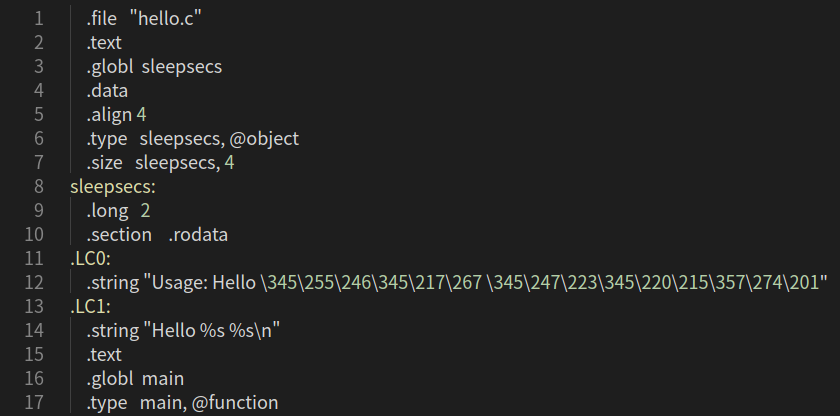 1 .file "hello.c"
2 .text
3 .globl sleepsecs
4 .data
5 .align 4
6 .type sleepsecs, @object
7 .size sleepsecs, 4
8 sleepsecs:
9 .long 2
10 .section .rodata
11 .LC0:
12 .string "Usage: Hello \345\255\246\345\217\267 \345\247\223\345\220\215\357\274\201"
13 .LC1:
14 .string "Hello %s %s\n"
15 .text
16 .globl main
17 .type main, @function